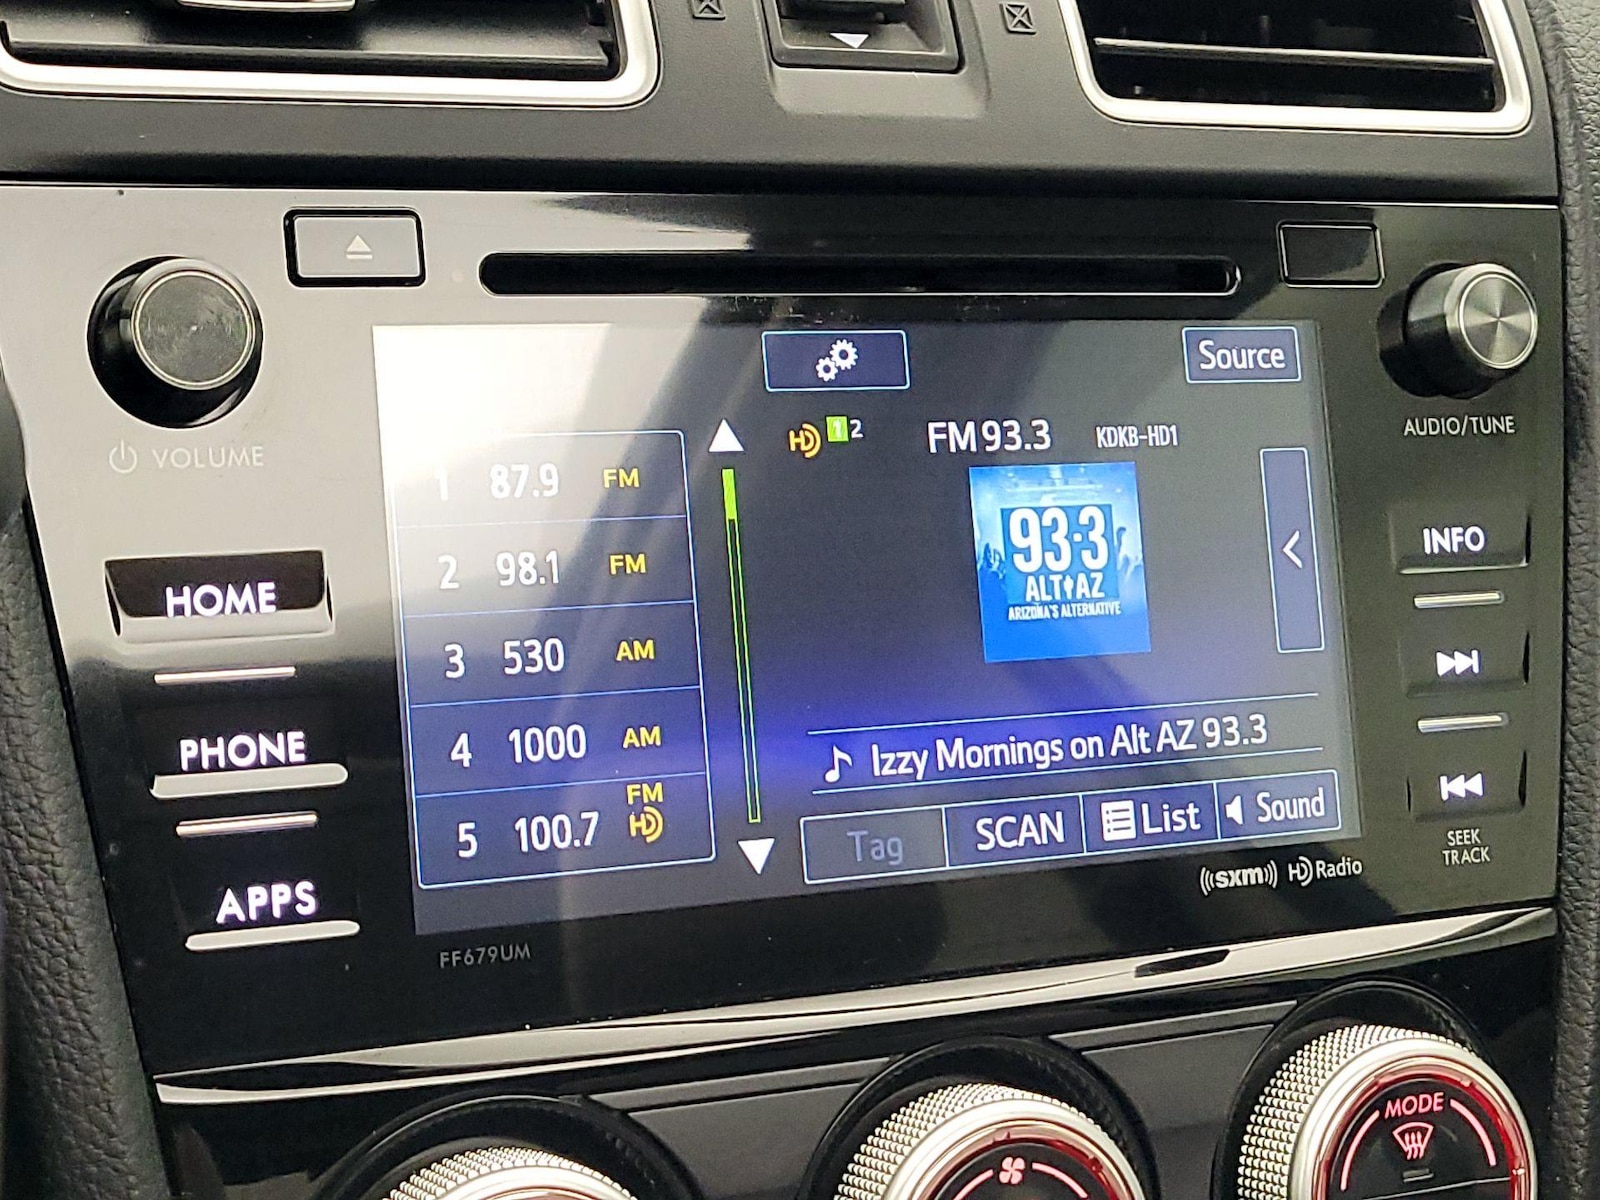 VOLUME
HOME
PHONE
APPS
FF679UM
Source
1 87.9 FM
2 98.1 FM
3 530 AM
4 1000 AM
5 100.7 FM HD
HD 1 2
FM 93.3 KDKB-HD1
93.3
ALT AZ
ARIZONA'S ALTERNATIVE
Izzy Mornings on Alt AZ 93.3
Tag SCAN List Sound
((sxm)) HD Radio
AUDIO/TUNE
INFO
SEEK
TRACK
MODE